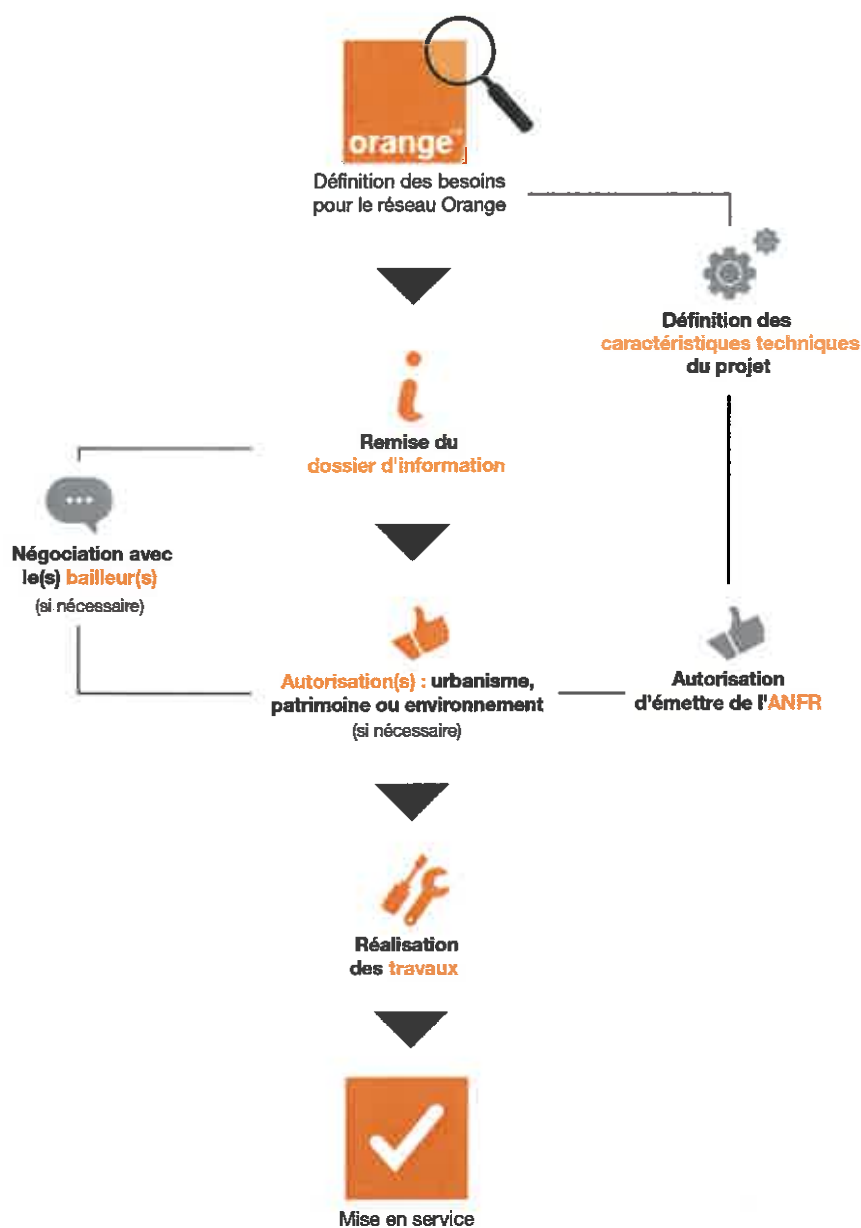 orange™
Définition des besoins
pour le réseau Orange
Définition des
caractéristiques techniques
du projet
Remise du
dossier d'information
Négociation avec
le(s) bailleur(s)
(si nécessaire)
Autorisation(s) : urbanisme,
patrimoine ou environnement
(si nécessaire)
Autorisation
d'émettre de l'ANFR
Réalisation
des travaux
Mise en service